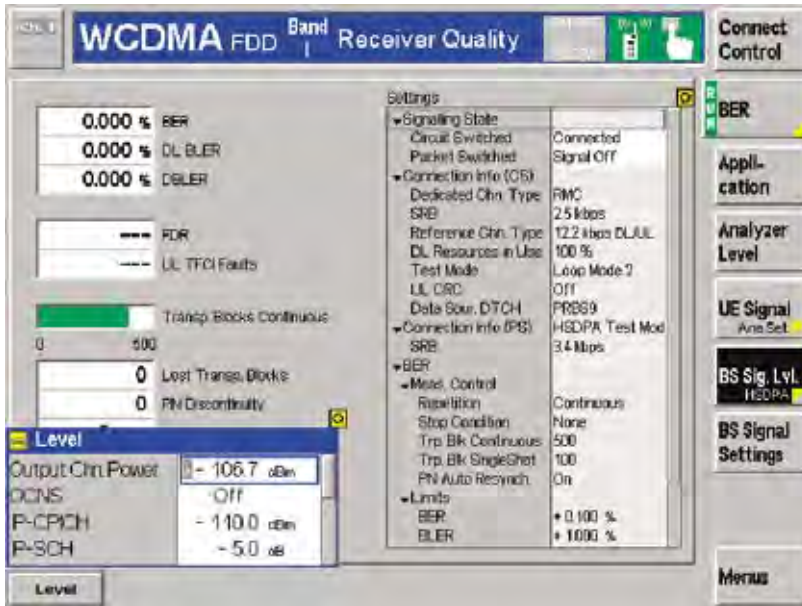 WCDMA FDD Band I Receiver Quality
Connect Control
0.000 % BER
0.000 % DL BLER
0.000 % DBLER
--- FDR
--- UL TFCI Faults
Transp. Blocks Continuous
0 500
0 Lost Transp. Blocks
0 PN Discontinuity
Level
Output Chn. Power - 106.7 dBm
OCNS Off
P-CPICH - 110.0 dBm
P-SCH - 5.0 dB
Level
Settings
Signaling State
Circuit Switched Connected
Packet Switched Signal Off
Connection Info (CS)
Dedicated Chn. Type RMC
SRB 2.5 kbps
Reference Chn. Type 12.2 kbps DL/UL
DL Resources in Use 100 %
Test Mode Loop Mode 2
UL CRC Off
Data Sour. DTCH PRBS9
Connection Info (PS) HSDPA Test Mod
SRB 3.4 kbps
BER
Meas. Control
Repetition Continuous
Stop Condition None
Trp. Blk Continuous 500
Trp. Blk SingleShot 100
PN Auto Resynch. On
Limits
BER + 0.100 %
BLER + 1.000 %
RUN
BER
Appli-
cation
Analyzer
Level
UE Signal
Ana.Set.
BS Sig. Lvl.
HSDPA
BS Signal
Settings
Menus